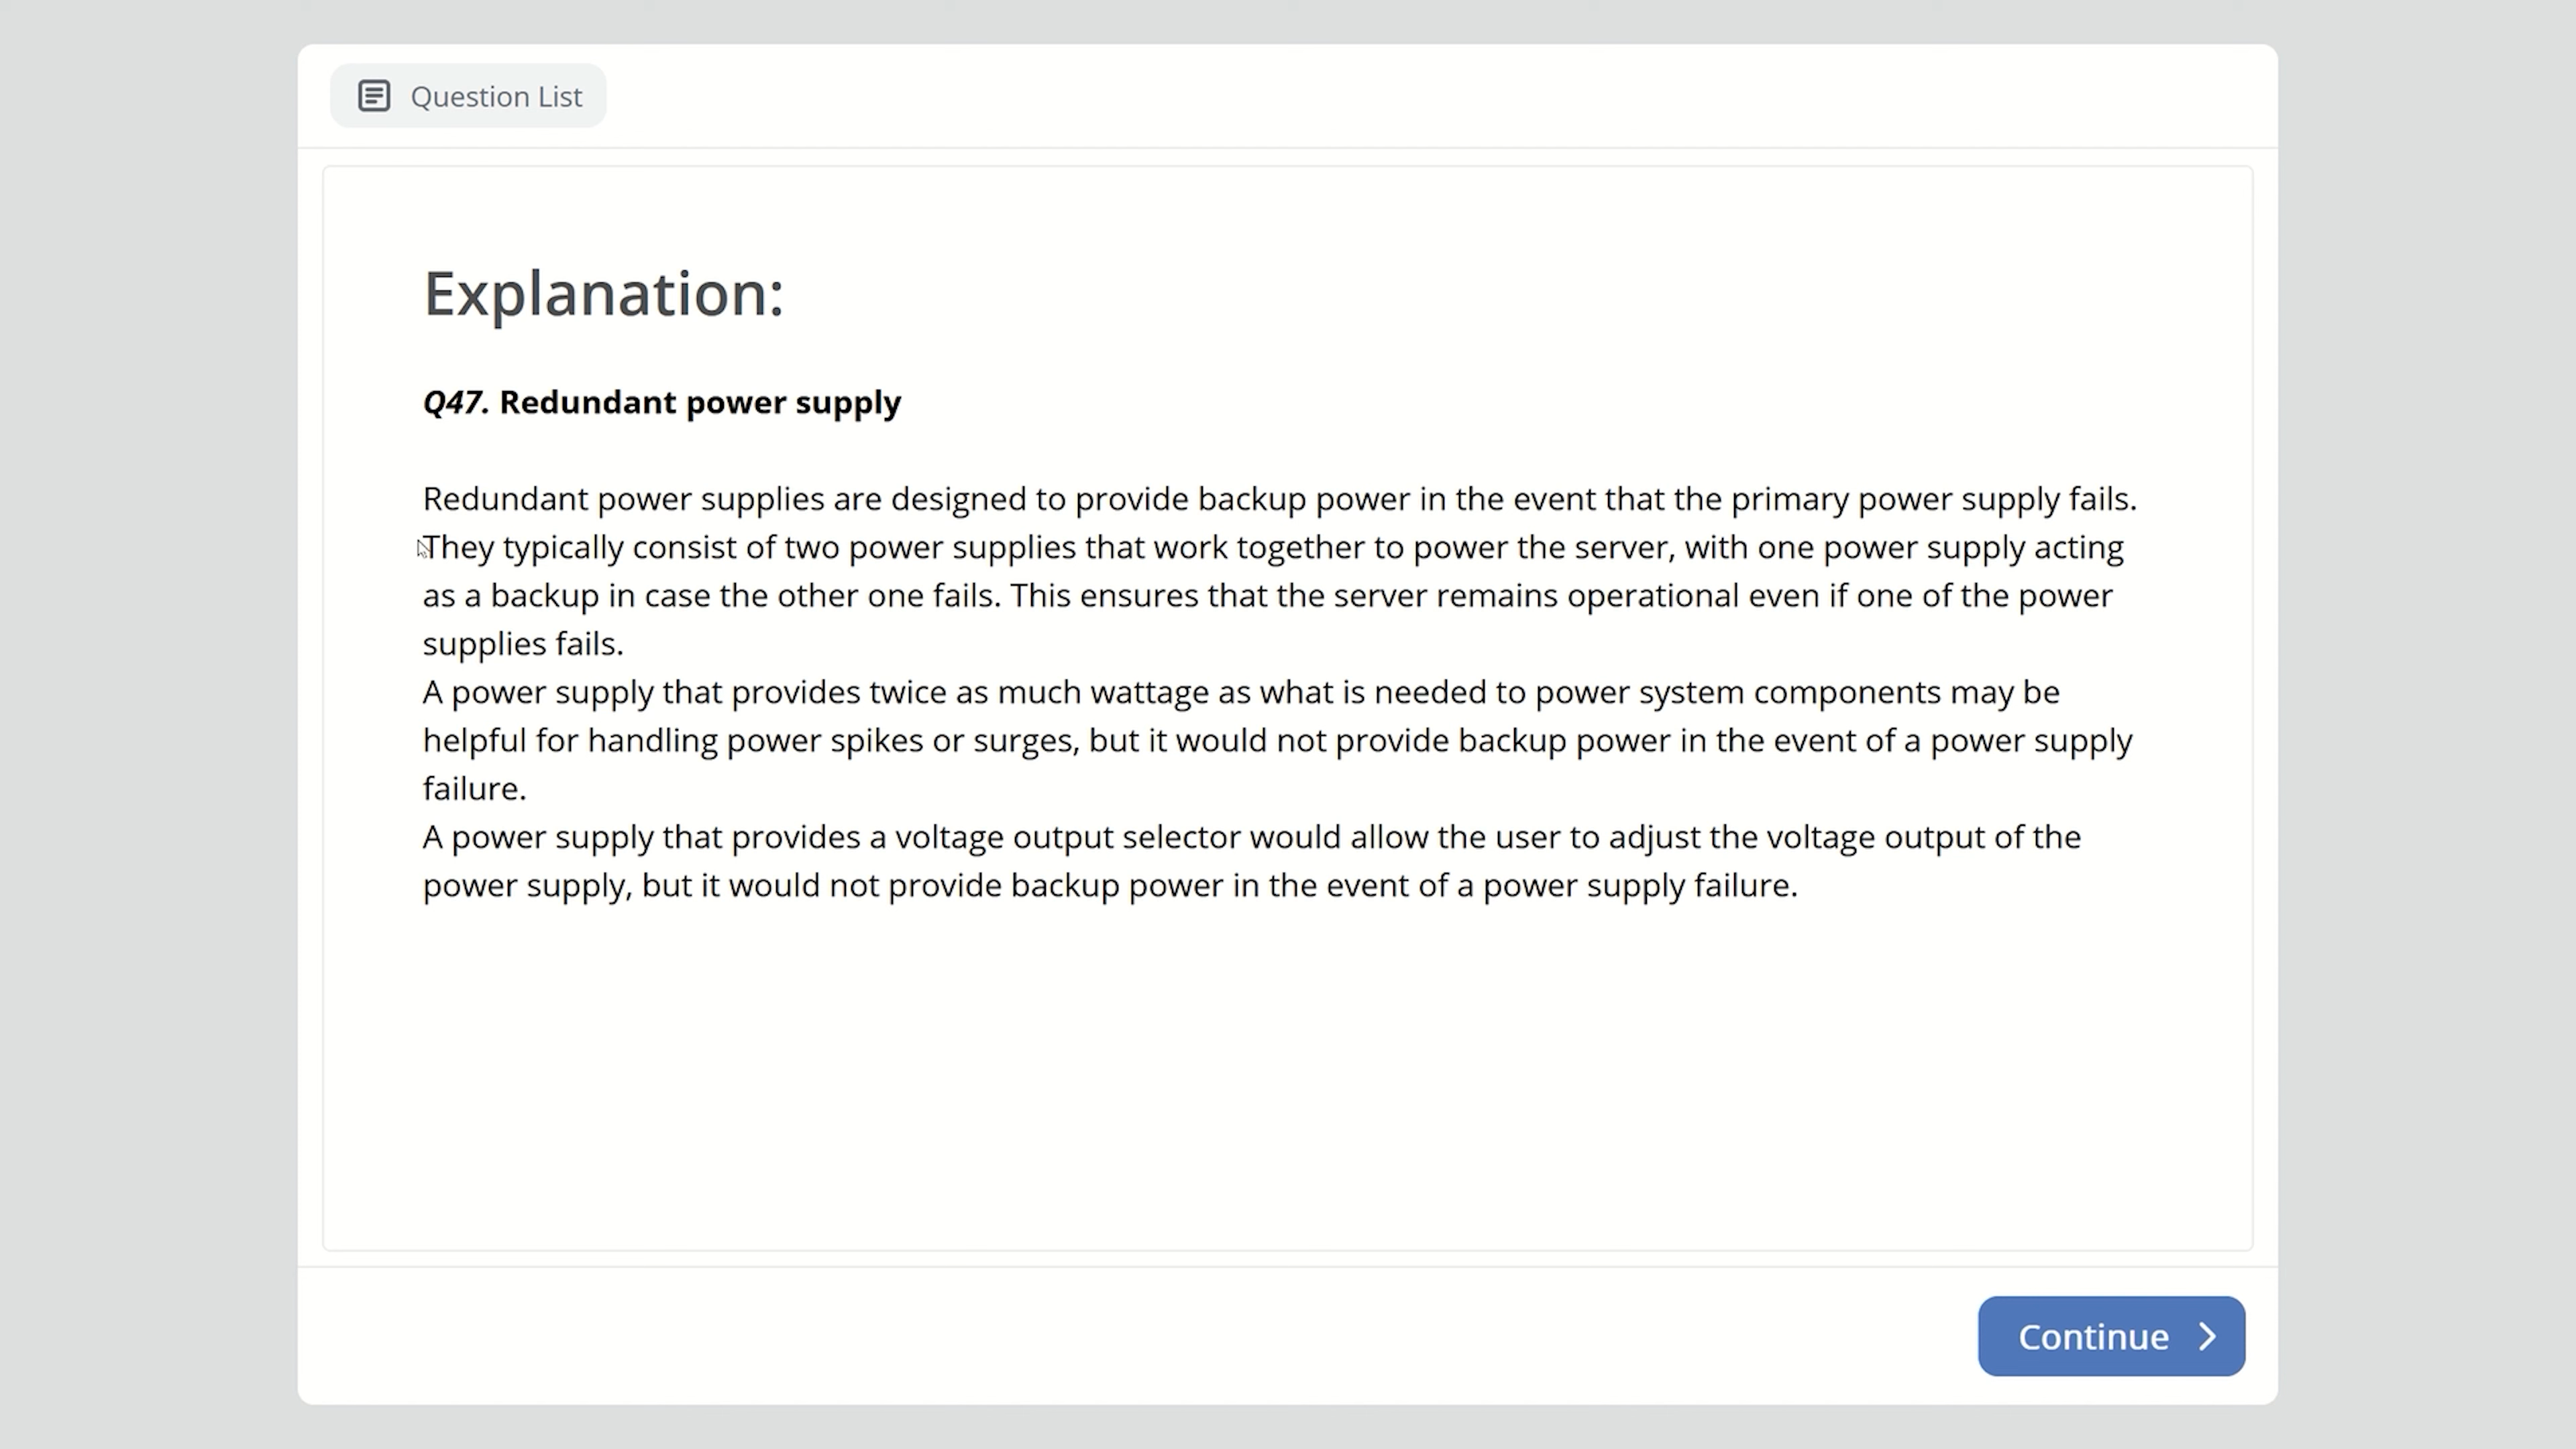 Question List
Explanation:
Q47. Redundant power supply
Redundant power supplies are designed to provide backup power in the event that the primary power supply fails.
They typically consist of two power supplies that work together to power the server, with one power supply acting
as a backup in case the other one fails. This ensures that the server remains operational even if one of the power
supplies fails.
A power supply that provides twice as much wattage as what is needed to power system components may be
helpful for handling power spikes or surges, but it would not provide backup power in the event of a power supply
failure.
A power supply that provides a voltage output selector would allow the user to adjust the voltage output of the
power supply, but it would not provide backup power in the event of a power supply failure.
Continue